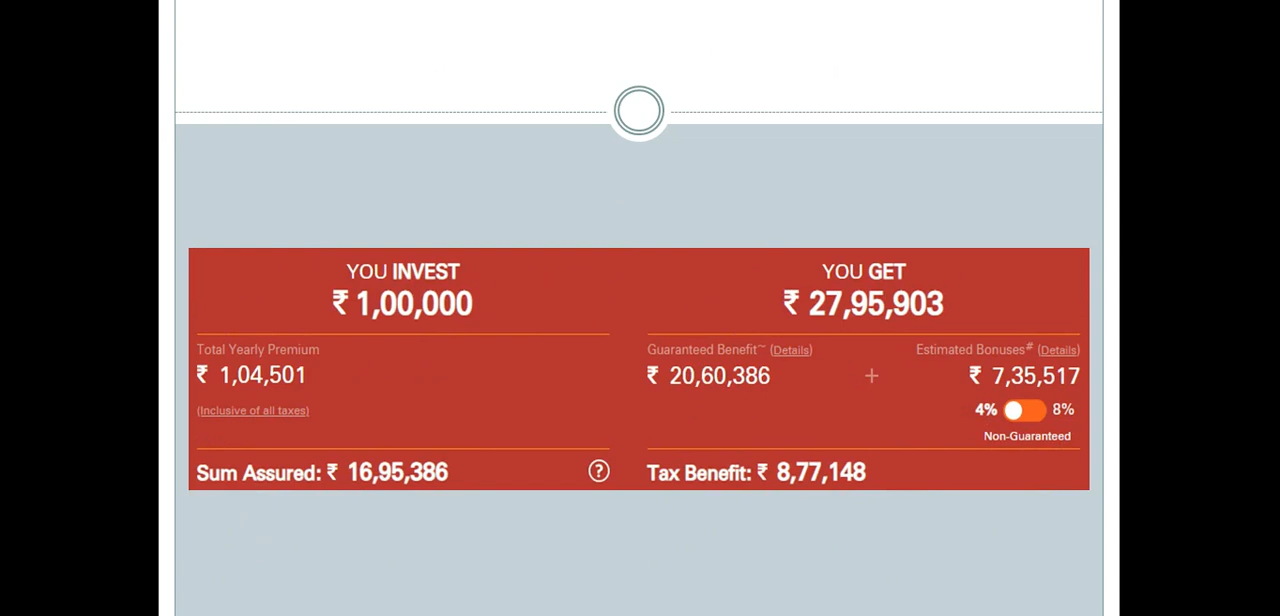 YOU INVEST
₹ 1,00,000
Total Yearly Premium
₹ 1,04,501
(Inclusive of all taxes)
Sum Assured: ₹ 16,95,386 ?
YOU GET
₹ 27,95,903
Guaranteed Benefit~ (Details) Estimated Bonuses# (Details)
₹ 20,60,386 + ₹ 7,35,517
4% 8%
Non-Guaranteed
Tax Benefit: ₹ 8,77,148